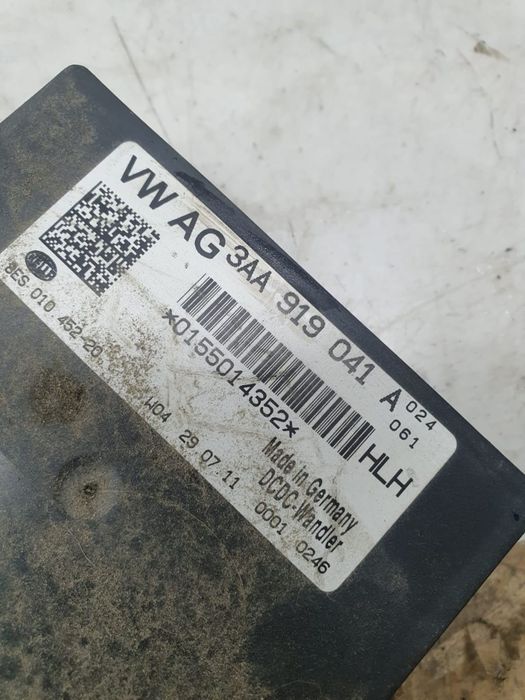 VW AG 3AA 919 041 A 024
061
*0155014352* HLH
Made in Germany
DCDC-Wandler
8ES 010 452-20 W04 29 07 11 0001 0246